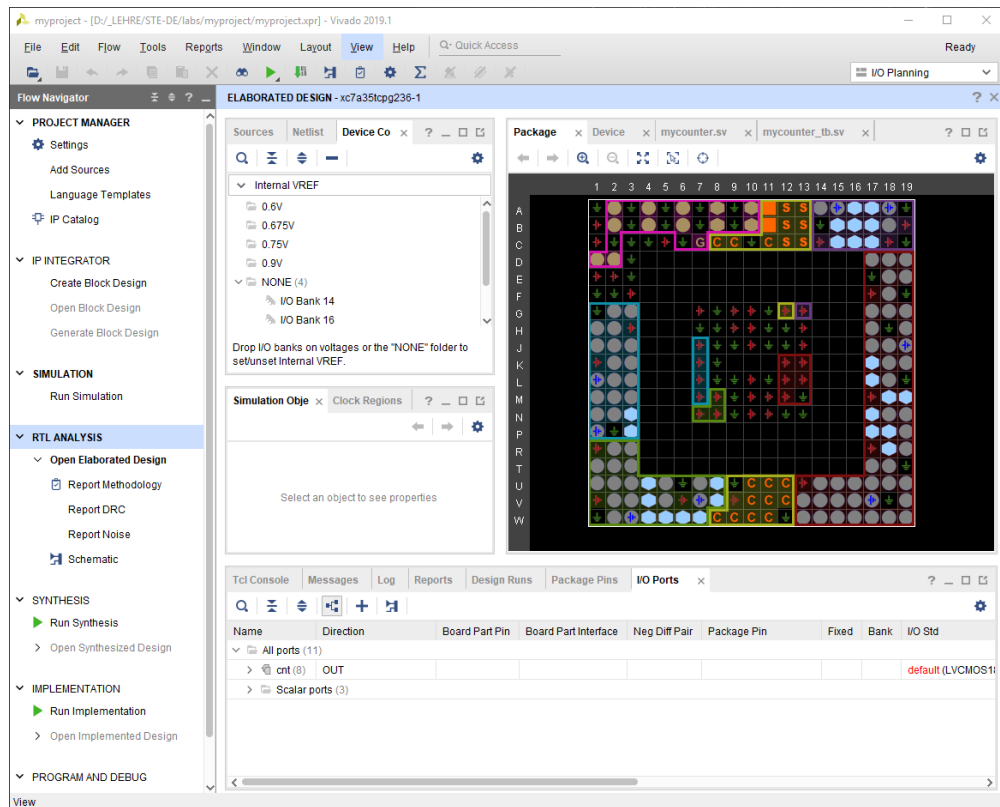 myproject - [D:/_LEHRE/STE-DE/labs/myproject/myproject.xpr] - Vivado 2019.1
File Edit Flow Tools Reports Window Layout View Help Q- Quick Access Ready
I/O Planning
Flow Navigator ?
ELABORATED DESIGN - xc7a35tcpg236-1 ?
PROJECT MANAGER
Settings
Add Sources
Language Templates
IP Catalog
IP INTEGRATOR
Create Block Design
Open Block Design
Generate Block Design
SIMULATION
Run Simulation
RTL ANALYSIS
Open Elaborated Design
Report Methodology
Report DRC
Report Noise
Schematic
SYNTHESIS
Run Synthesis
Open Synthesized Design
IMPLEMENTATION
Run Implementation
Open Implemented Design
PROGRAM AND DEBUG
View
Sources Netlist Device Co ?
Internal VREF
0.6V
0.675V
0.75V
0.9V
NONE (4)
I/O Bank 14
I/O Bank 16
Drop I/O banks on voltages or the "NONE" folder to
set/unset Internal VREF.
Simulation Obje Clock Regions ?
Select an object to see properties
Package Device mycounter.sv mycounter_tb.sv ?
1 2 3 4 5 6 7 8 9 10 11 12 13 14 15 16 17 18 19
A S S
B S S
C G C C C S S
D
E
F
G
H
J
K
L
M
N
P
R
T
U C C C
V C C C C
W C C C C
Tcl Console Messages Log Reports Design Runs Package Pins I/O Ports ?
Name Direction Board Part Pin Board Part Interface Neg Diff Pair Package Pin Fixed Bank I/O Std
All ports (11)
cnt (8) OUT default (LVCMOS18
Scalar ports (3)